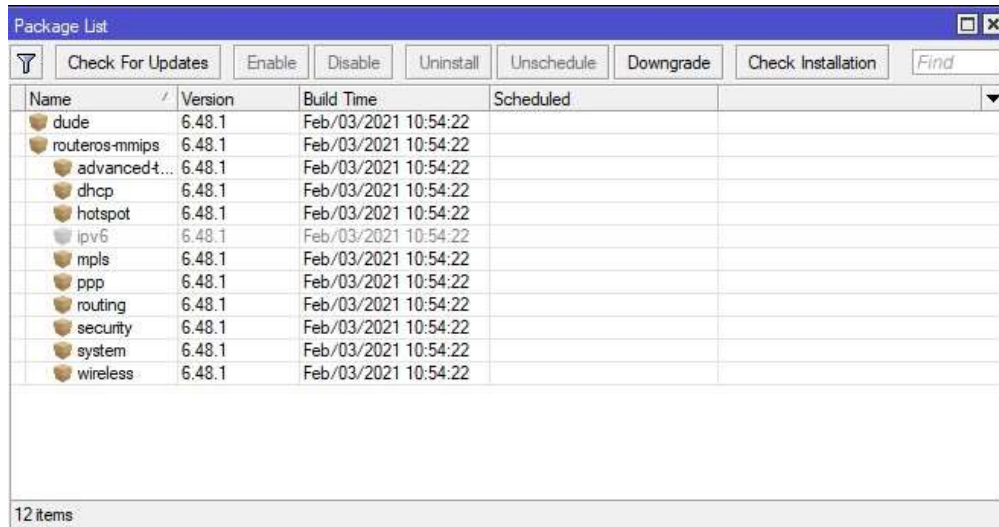 Package List
Check For Updates Enable Disable Uninstall Unschedule Downgrade Check Installation Find
Name Version Build Time Scheduled
dude 6.48.1 Feb/03/2021 10:54:22
routeros-mmips 6.48.1 Feb/03/2021 10:54:22
advanced-t... 6.48.1 Feb/03/2021 10:54:22
dhcp 6.48.1 Feb/03/2021 10:54:22
hotspot 6.48.1 Feb/03/2021 10:54:22
ipv6 6.48.1 Feb/03/2021 10:54:22
mpls 6.48.1 Feb/03/2021 10:54:22
ppp 6.48.1 Feb/03/2021 10:54:22
routing 6.48.1 Feb/03/2021 10:54:22
security 6.48.1 Feb/03/2021 10:54:22
system 6.48.1 Feb/03/2021 10:54:22
wireless 6.48.1 Feb/03/2021 10:54:22
12 items